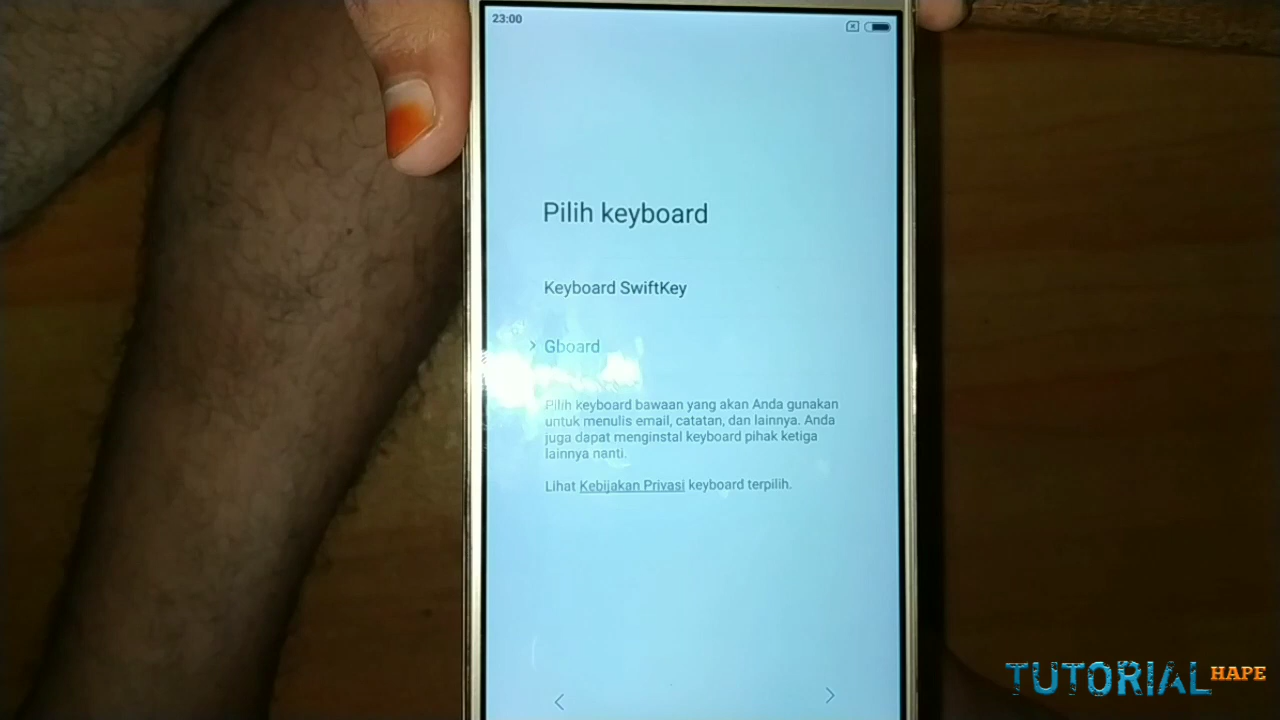 23:00
Pilih keyboard
Keyboard SwiftKey
Gboard
Pilih keyboard bawaan yang akan Anda gunakan
untuk menulis email, catatan, dan lainnya. Anda
juga dapat menginstal keyboard pihak ketiga
lainnya nanti.
Lihat Kebijakan Privasi keyboard terpilih.
TUTORIAL HAPE